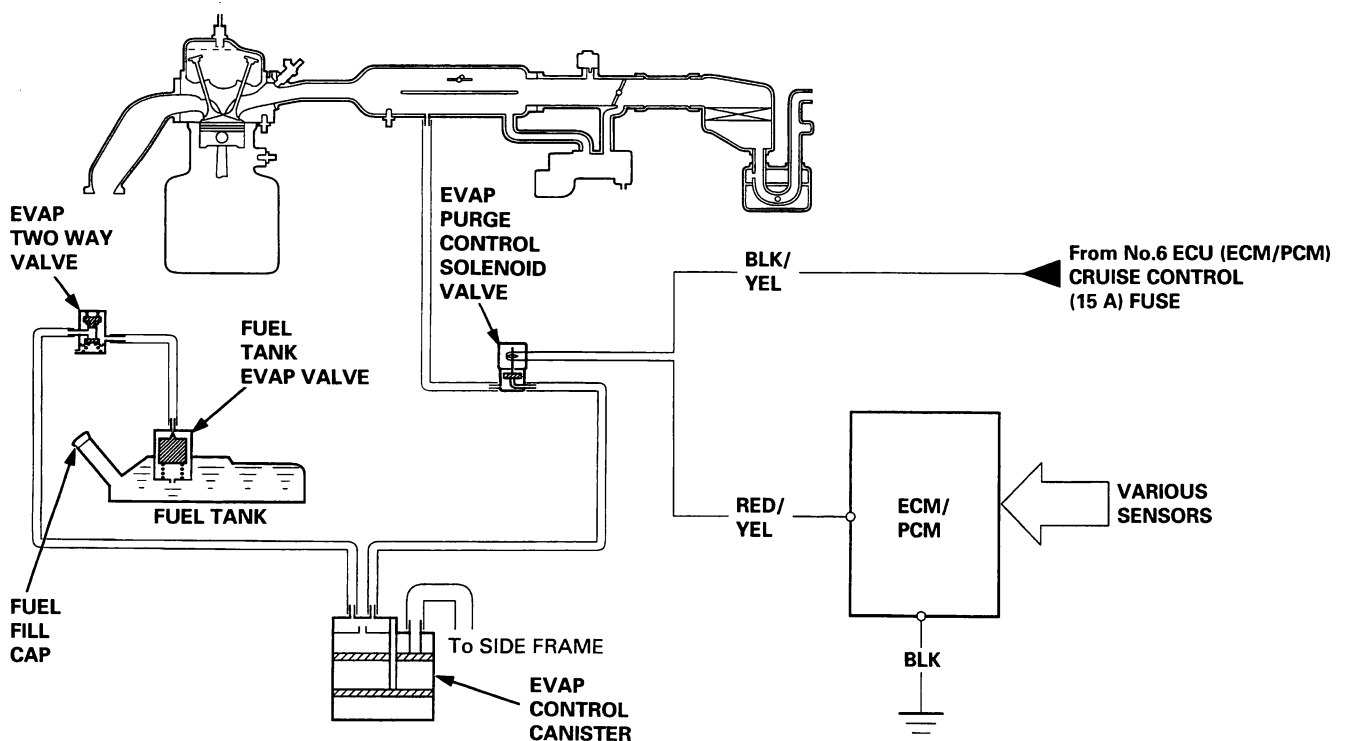 EVAP
TWO WAY
VALVE
EVAP
PURGE
CONTROL
SOLENOID
VALVE
BLK/
YEL
From No.6 ECU (ECM/PCM)
CRUISE CONTROL
(15 A) FUSE
FUEL
TANK
EVAP VALVE
FUEL TANK
RED/
YEL
ECM/
PCM
VARIOUS
SENSORS
FUEL
FILL
CAP
To SIDE FRAME
BLK
EVAP
CONTROL
CANISTER